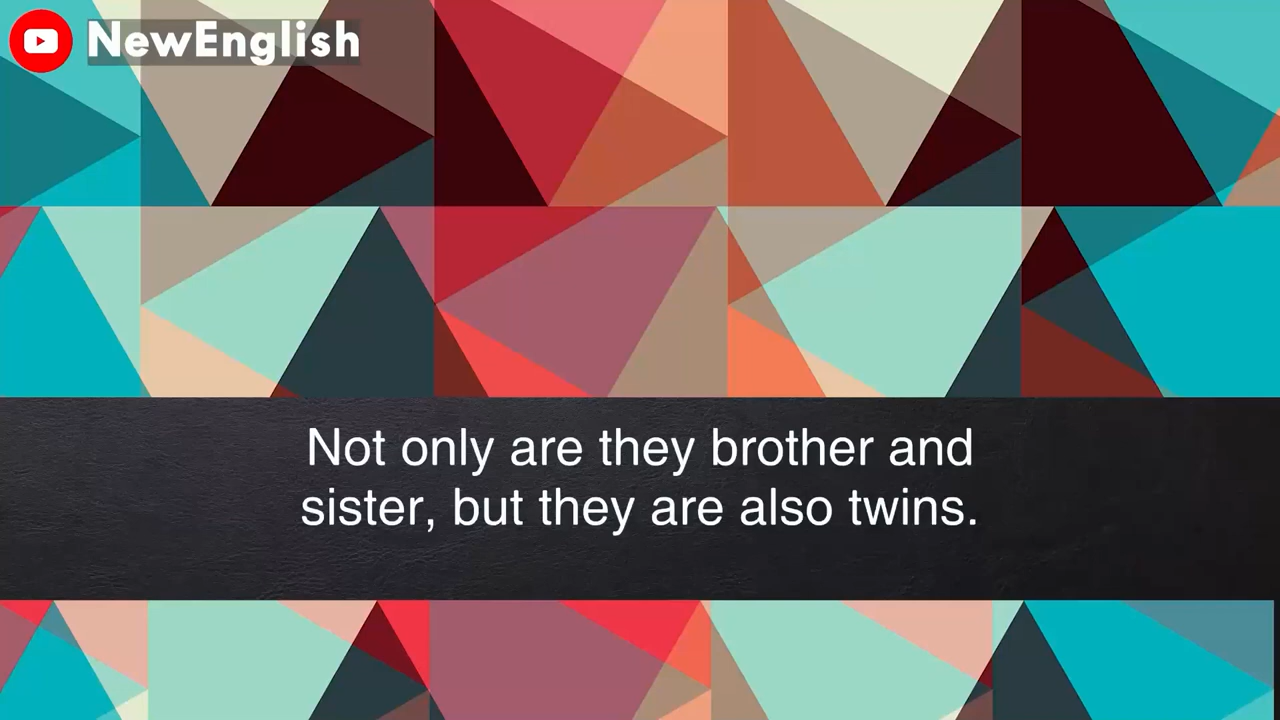 NewEnglish
Not only are they brother and
sister, but they are also twins.